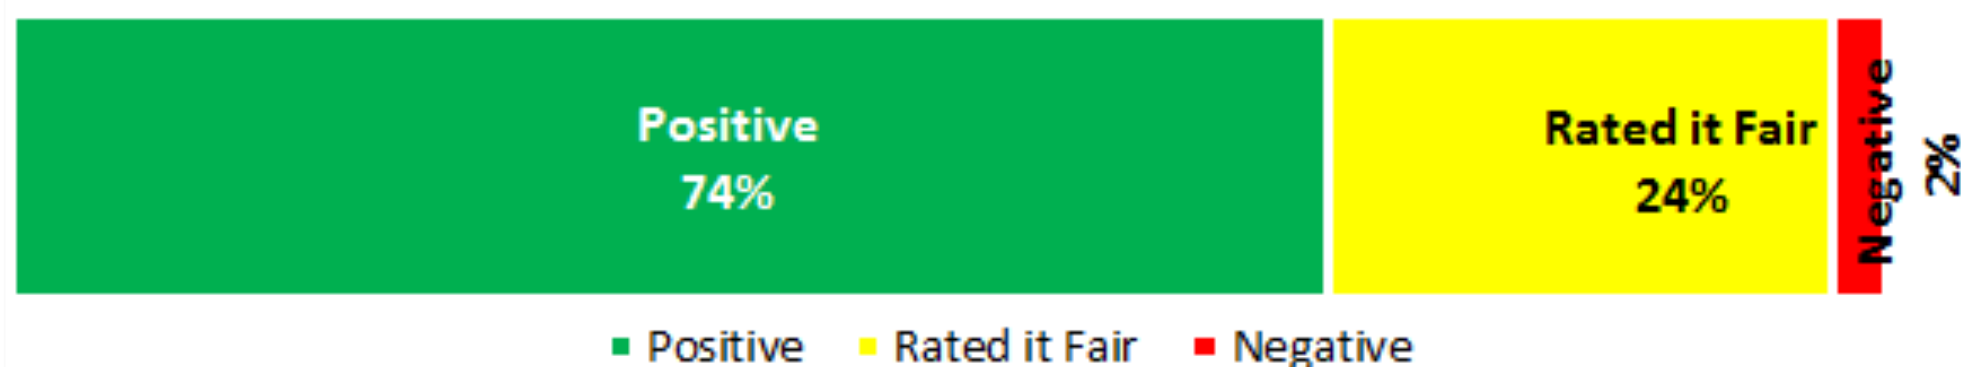 Positive
74%
Rated it Fair
24%
Negative
2%
Positive Rated it Fair Negative